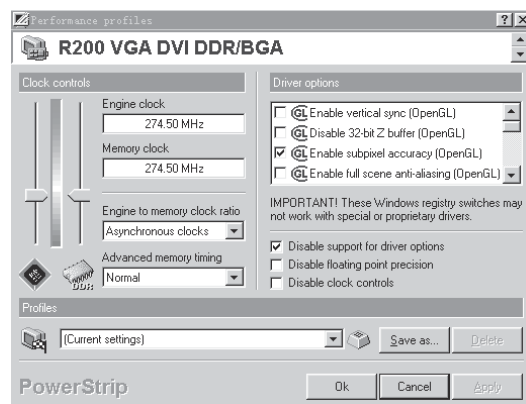 Performance profiles
R200 VGA DVI DDR/BGA
Clock controls
Engine clock
274.50 MHz
Memory clock
274.50 MHz
Engine to memory clock ratio
Asynchronous clocks
Advanced memory timing
Normal
DDR
Driver options
GL Enable vertical sync (OpenGL)
GL Disable 32-bit Z buffer (OpenGL)
GL Enable subpixel accuracy (OpenGL)
GL Enable full scene anti-aliasing (OpenGL)
IMPORTANT! These Windows registry switches may
not work with special or proprietary drivers.
Disable support for driver options
Disable floating point precision
Disable clock controls
Profiles
(Current settings)
Save as...
Delete
PowerStrip
Ok
Cancel
Apply